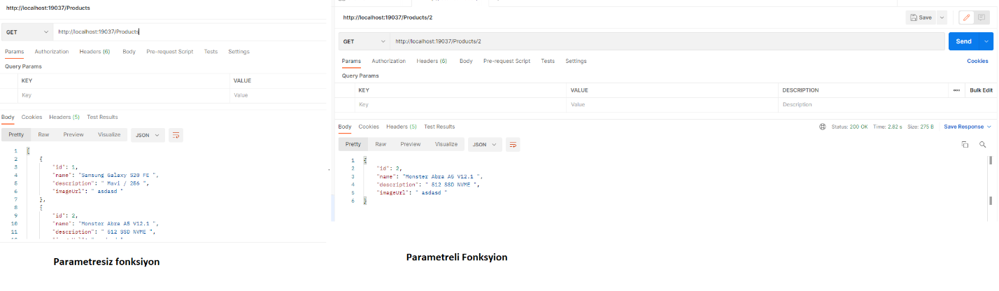 http://localhost:19037/Products
GET http://localhost:19037/Products
Params Authorization Headers (6) Body Pre-request Script Tests Settings
Query Params
KEY VALUE
Key Value
Body Cookies Headers (5) Test Results
Pretty Raw Preview Visualize JSON
1 [
2 {
3 "id": 1,
4 "name": "Samsung Galaxy S20 FE ",
5 "description": " Mavi / 256 ",
6 "imageUrl": " asdasd "
7 },
8 {
9 "id": 2,
10 "name": "Monster Abra A5 V12.1 ",
11 "description": " 512 SSD NVME ",
Parametresiz fonksiyon
http://localhost:19037/Products/2
Save
GET http://localhost:19037/Products/2
Send
Params Authorization Headers (6) Body Pre-request Script Tests Settings
Cookies
Query Params
KEY VALUE DESCRIPTION ••• Bulk Edit
Key Value Description
Body Cookies Headers (5) Test Results
Status: 200 OK Time: 2.82 s Size: 275 B Save Response
Pretty Raw Preview Visualize JSON
1 {
2 "id": 2,
3 "name": "Monster Abra A5 V12.1 ",
4 "description": " 512 SSD NVME ",
5 "imageUrl": " asdasd "
6 }
Parametreli Fonksyion